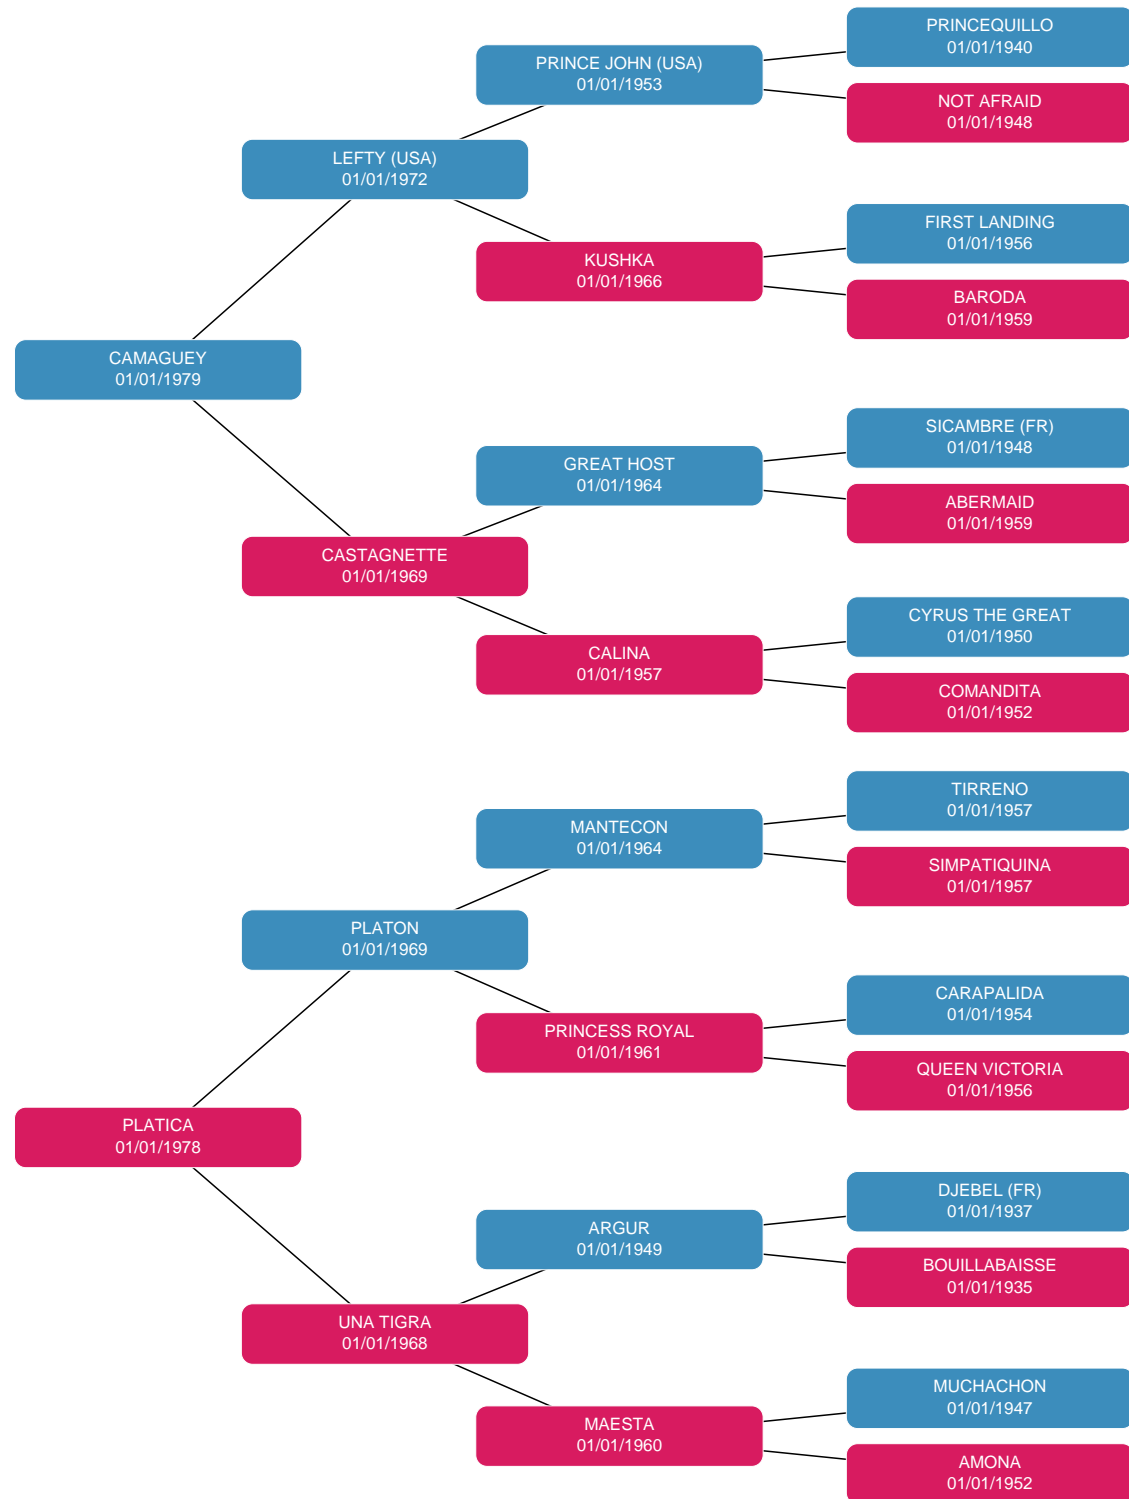 PRINCEQUILLO
01/01/1940
PRINCE JOHN (USA)
01/01/1953
NOT AFRAID
01/01/1948
LEFTY (USA)
01/01/1972
FIRST LANDING
01/01/1956
KUSHKA
01/01/1966
BARODA
01/01/1959
CAMAGUEY
01/01/1979
SICAMBRE (FR)
01/01/1948
GREAT HOST
01/01/1964
ABERMAID
01/01/1959
CASTAGNETTE
01/01/1969
CYRUS THE GREAT
01/01/1950
CALINA
01/01/1957
COMANDITA
01/01/1952
TIRRENO
01/01/1957
MANTECON
01/01/1964
SIMPATIQUINA
01/01/1957
PLATON
01/01/1969
CARAPALIDA
01/01/1954
PRINCESS ROYAL
01/01/1961
QUEEN VICTORIA
01/01/1956
PLATICA
01/01/1978
DJEBEL (FR)
01/01/1937
ARGUR
01/01/1949
BOUILLABAISSE
01/01/1935
UNA TIGRA
01/01/1968
MUCHACHON
01/01/1947
MAESTA
01/01/1960
AMONA
01/01/1952